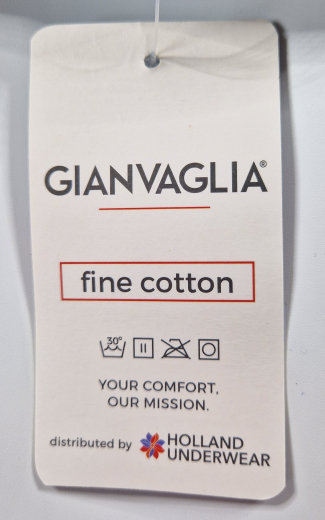 GIANVAGLIA®
fine cotton
30°
YOUR COMFORT,
OUR MISSION.
distributed by HOLLAND
UNDERWEAR